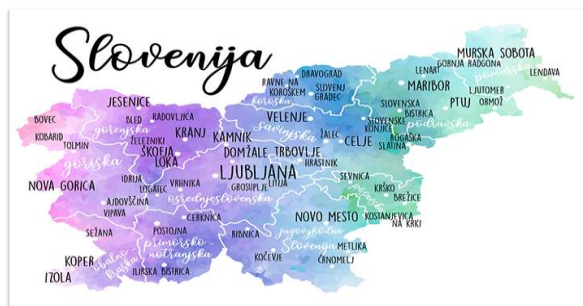 Slovenija
MURSKA SOBOTA
GORNJA RADGONA
pomurska
LENDAVA
LENART
DRAVOGRAD
RAVNE NA
KOROŠKEM
SLOVENJ
GRADEC
koroška
MARIBOR
LJUTOMER
ORMOŽ
PTUJ
SLOVENSKA
BISTRICA
podravska
JESENICE
BLED
RADOVLJICA
gorenjska
BOVEC
KOBARID
TOLMIN
ŽELEZNIKI
KRANJ
KAMNIK
VELENJE
savinjska
ŽALEC
CELJE
SLOVENSKE
KONJICE
ROGAŠKA
SLATINA
ŠKOFJA
LOKA
goriška
DOMŽALE
TRBOVLJE
HRASTNIK
LJUBLJANA
NOVA GORICA
IDRIJA
LOGATEC
VRHNIKA
GROSUPLJE
LITIJA
SEVNICA
KRŠKO
BREŽICE
AJDOVŠČINA
VIPAVA
osrednjeslovenska
CERKNICA
NOVO MESTO
KOSTANJEVICA
NA KRKI
SEŽANA
POSTOJNA
primorsko -
notranjska
RIBNICA
jugovzhodna
Slovenija
METLIKA
KOPER
IZOLA
obalno -
kraška
ILIRSKA BISTRICA
KOČEVJE
ČRNOMELJ